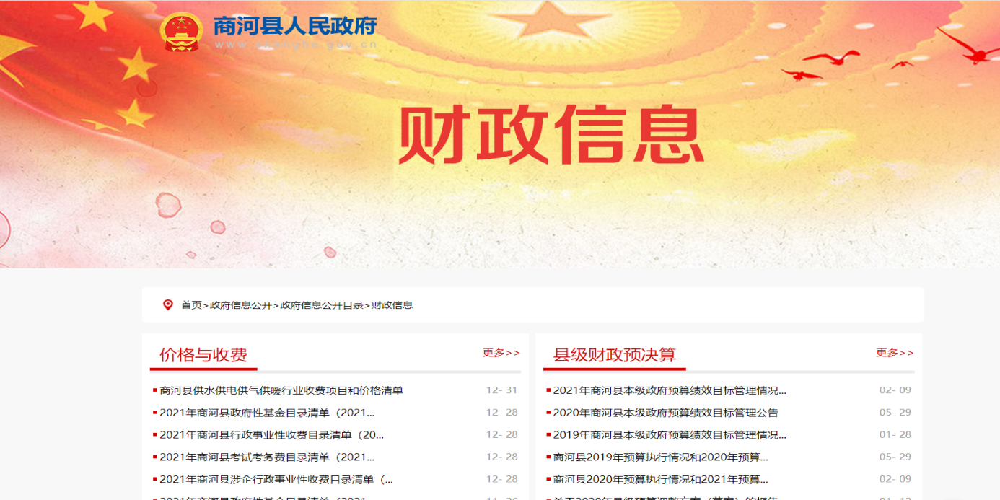 商河县人民政府
www.shanghe.gov.cn
财政信息
首页>政府信息公开>政府信息公开目录>财政信息
价格与收费 更多>>
商河县供水供电供气供暖行业收费项目和价格清单 12- 31
2021年商河县政府性基金目录清单（2021... 12- 28
2021年商河县行政事业性收费目录清单（20... 12- 28
2021年商河县考试考务费目录清单（2021... 12- 28
2021年商河县涉企行政事业性收费目录清单（... 12- 28
县级财政预决算 更多>>
2021年商河县本级政府预算绩效目标管理情况... 02- 09
2020年商河县本级政府预算绩效目标管理公告 05- 29
2019年商河县本级政府预算绩效目标管理情况... 01- 28
商河县2019年预算执行情况和2020年预算... 05- 29
商河县2020年预算执行情况和2021年预算... 02- 09